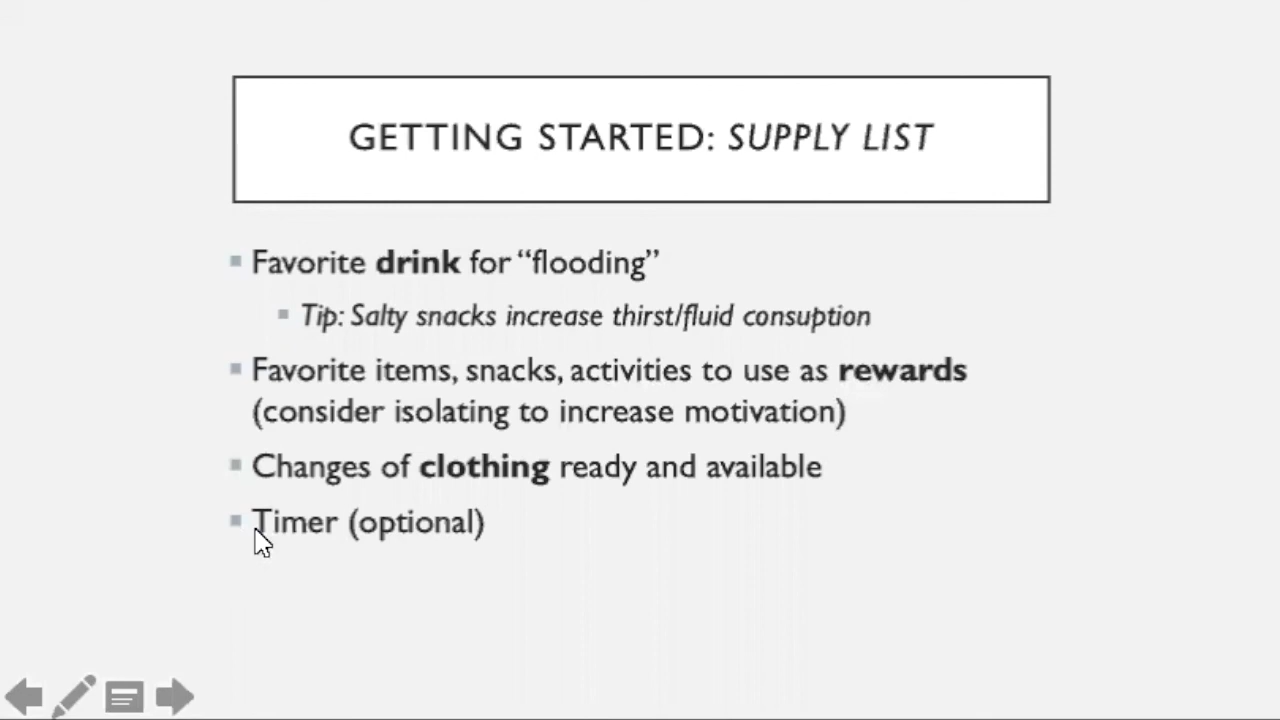 GETTING STARTED: SUPPLY LIST
Favorite drink for “flooding”
Tip: Salty snacks increase thirst/fluid consuption
Favorite items, snacks, activities to use as rewards
(consider isolating to increase motivation)
Changes of clothing ready and available
Timer (optional)